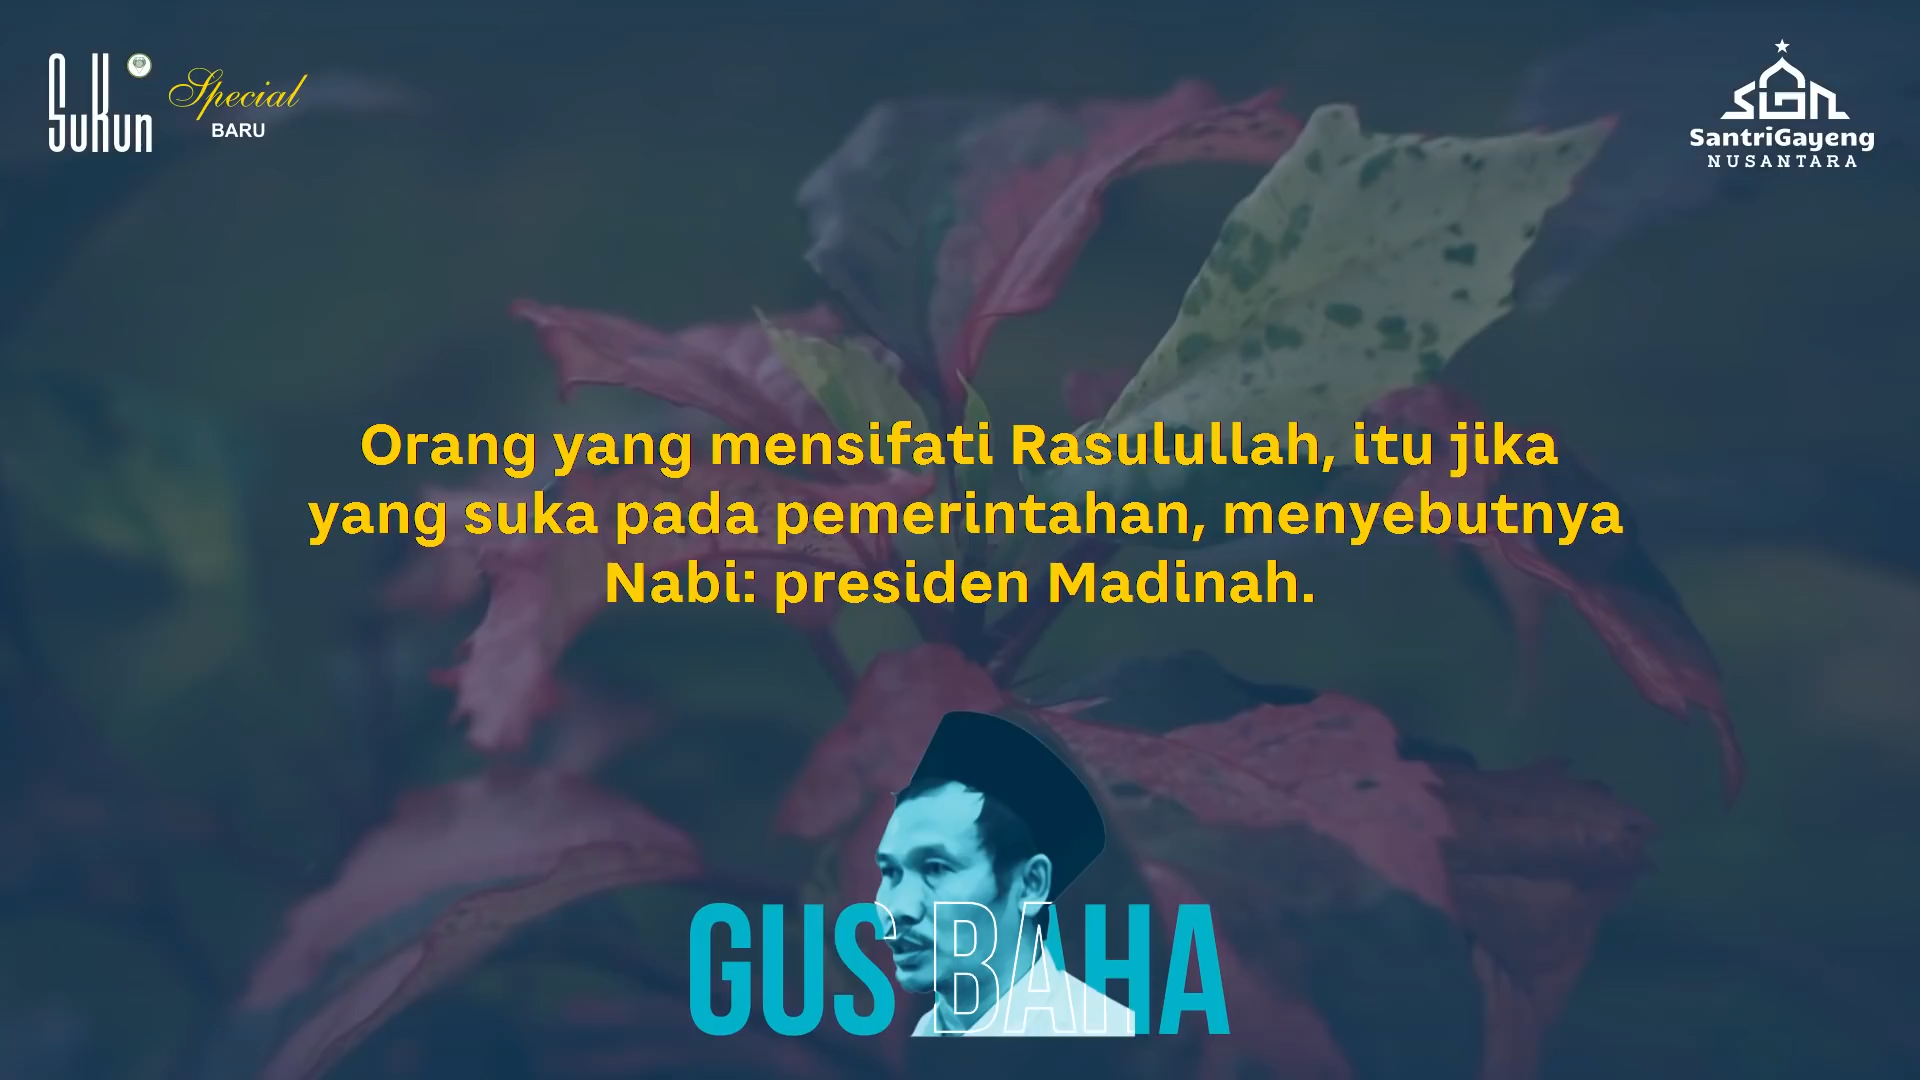 Sukun
Special
BARU
SGN
SantriGayeng
NUSANTARA
Orang yang mensifati Rasulullah, itu jika
yang suka pada pemerintahan, menyebutnya
Nabi: presiden Madinah.
GUS BAHA